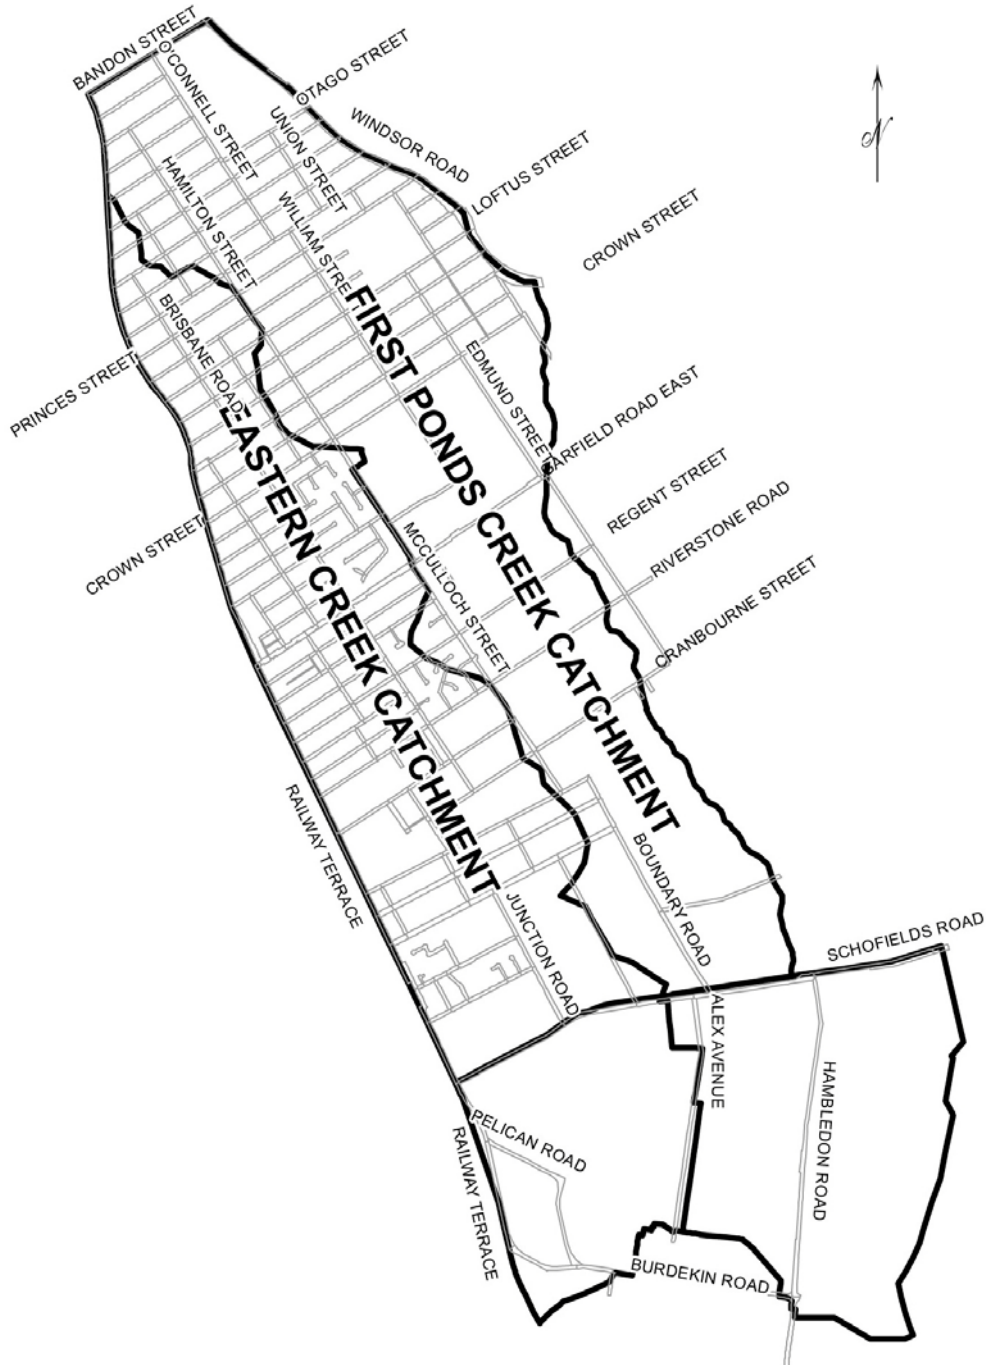 BANDON STREET
O'CONNELL STREET
OTAGO STREET
UNION STREET
WINDSOR ROAD
LOFTUS STREET
HAMILTON STREET
WILLIAM STREET
CROWN STREET
N
BRISBANE ROAD
PRINCES STREET
FIRST PONDS CREEK CATCHMENT
EDMUND STREET
GARFIELD ROAD EAST
EASTERN CREEK CATCHMENT
REGENT STREET
RIVERSTONE ROAD
CROWN STREET
MCCULLOCH STREET
CRANBOURNE STREET
RAILWAY TERRACE
BOUNDARY ROAD
JUNCTION ROAD
SCHOFIELDS ROAD
ALEX AVENUE
HAMBLEDON ROAD
PELICAN ROAD
RAILWAY TERRACE
BURDEKIN ROAD